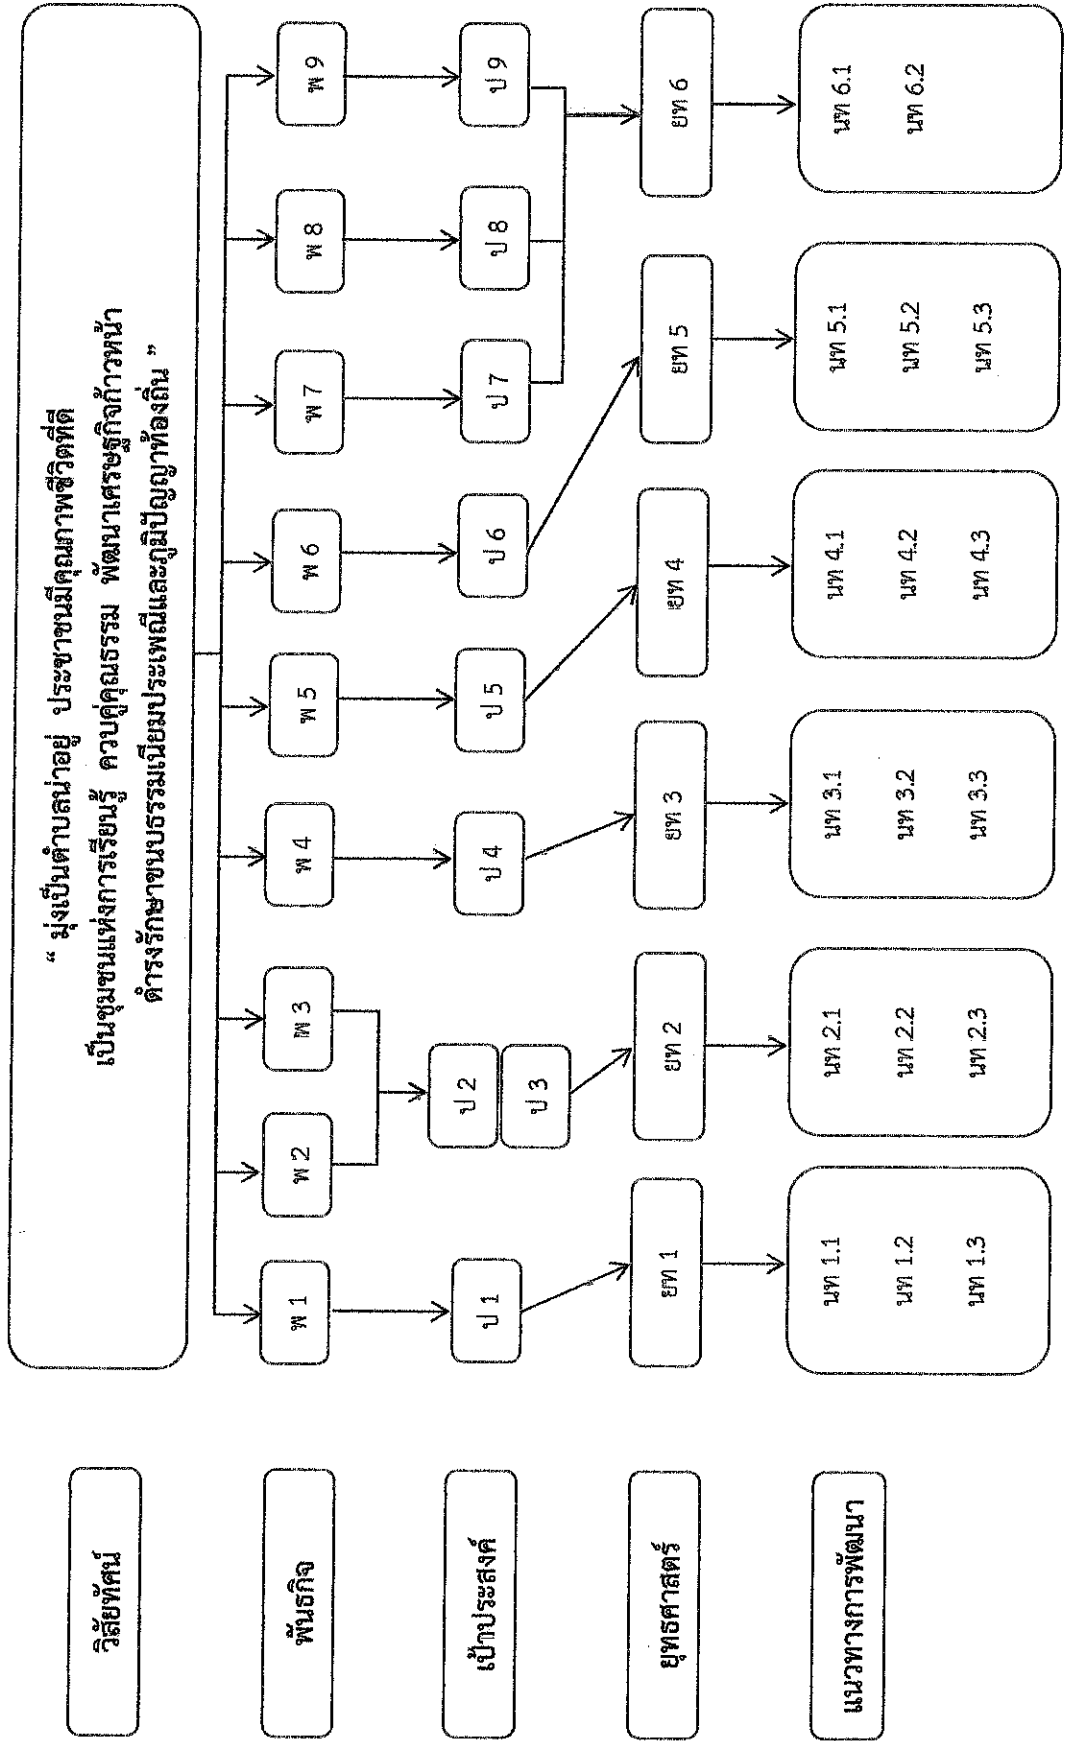 วิสัยทัศน์
“ มุ่งเป็นตำบลน่าอยู่ ประชาชนมีคุณภาพชีวิตที่ดี
เป็นชุมชนแห่งการเรียนรู้ ควบคู่คุณธรรม พัฒนาเศรษฐกิจก้าวหน้า
ดำรงรักษาขนบธรรมเนียมประเพณีและภูมิปัญญาท้องถิ่น ”
พันธกิจ
พ 1
พ 2
พ 3
พ 4
พ 5
พ 6
พ 7
พ 8
พ 9
เป้าประสงค์
ป 1
ป 2
ป 3
ป 4
ป 5
ป 6
ป 7
ป 8
ป 9
ยุทธศาสตร์
ยท 1
ยท 2
ยท 3
ยท 4
ยท 5
ยท 6
แนวทางการพัฒนา
นท 1.1
นท 1.2
นท 1.3
นท 2.1
นท 2.2
นท 2.3
นท 3.1
นท 3.2
นท 3.3
นท 4.1
นท 4.2
นท 4.3
นท 5.1
นท 5.2
นท 5.3
นท 6.1
นท 6.2